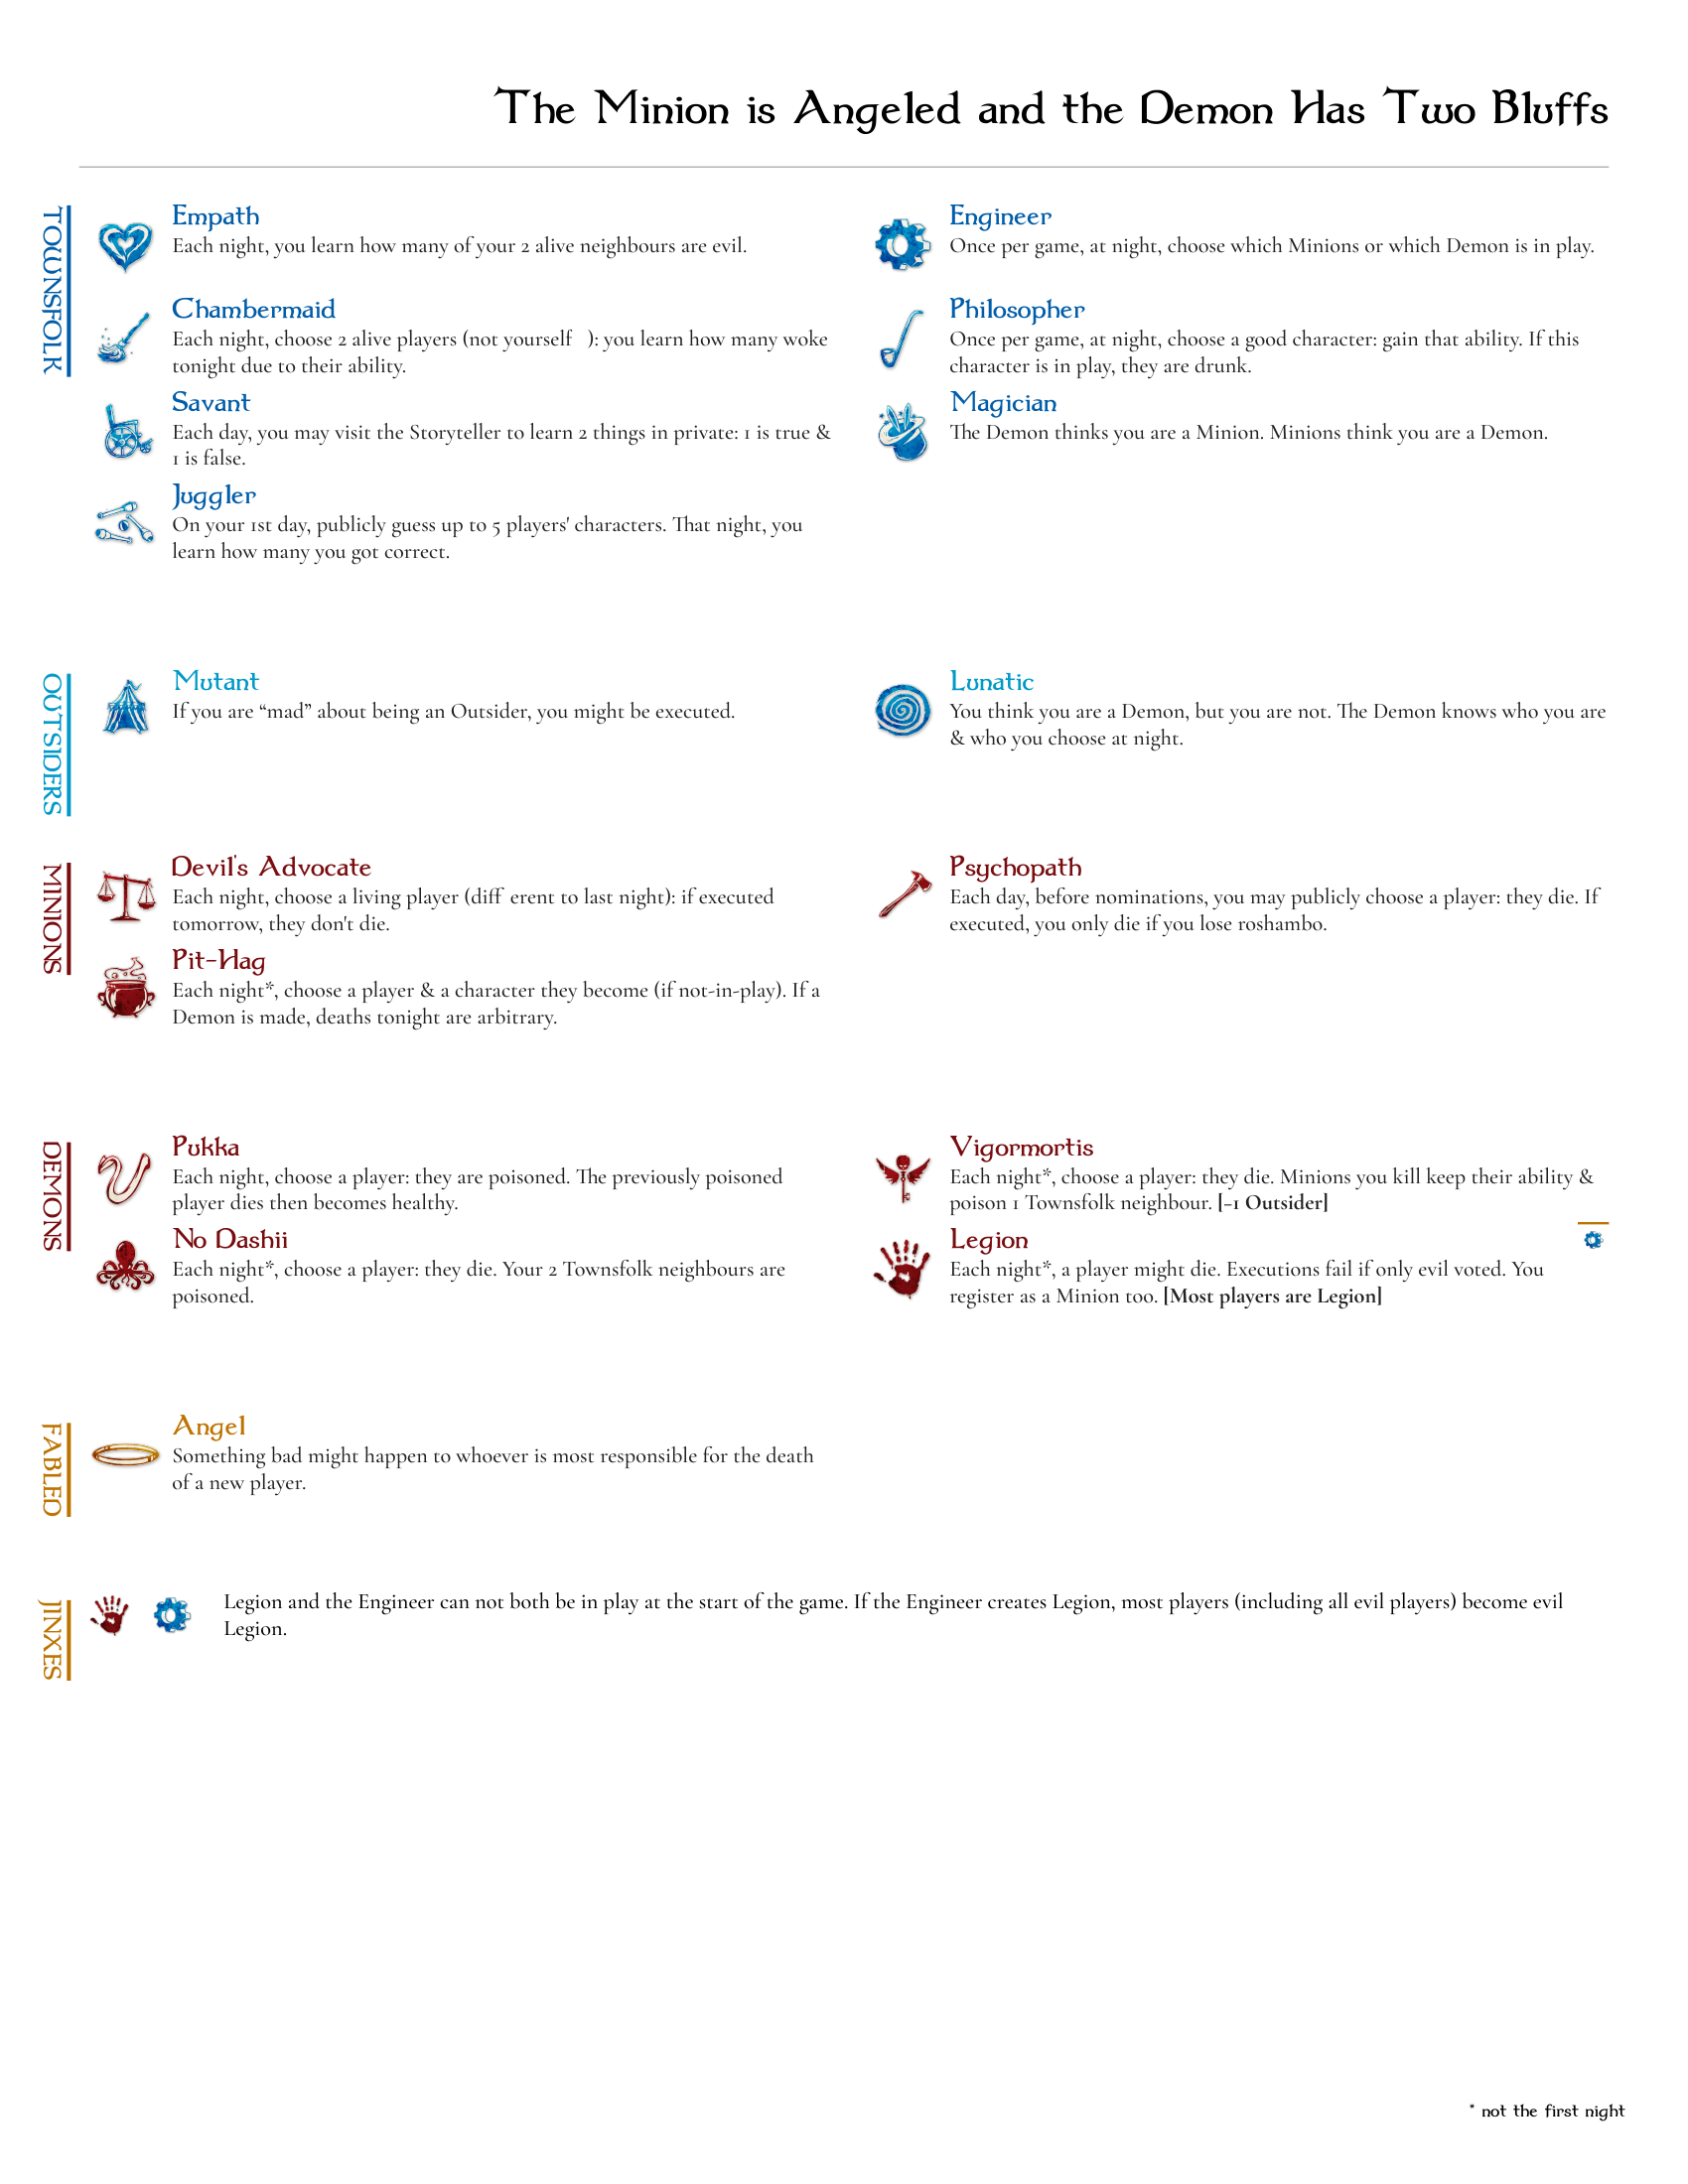 The Minion is Angeled and the Demon Has Two Bluffs
TOWNSFOLK
Empath
Each night, you learn how many of your 2 alive neighbours are evil.
Engineer
Once per game, at night, choose which Minions or which Demon is in play.
Chambermaid
Each night, choose 2 alive players (not yourself ): you learn how many woke
tonight due to their ability.
Philosopher
Once per game, at night, choose a good character: gain that ability. If this
character is in play, they are drunk.
Savant
Each day, you may visit the Storyteller to learn 2 things in private: 1 is true &
1 is false.
Magician
The Demon thinks you are a Minion. Minions think you are a Demon.
Juggler
On your 1st day, publicly guess up to 5 players' characters. That night, you
learn how many you got correct.
OUTSIDERS
Mutant
If you are “mad” about being an Outsider, you might be executed.
Lunatic
You think you are a Demon, but you are not. The Demon knows who you are
& who you choose at night.
MINIONS
Devil's Advocate
Each night, choose a living player (diff erent to last night): if executed
tomorrow, they don't die.
Psychopath
Each day, before nominations, you may publicly choose a player: they die. If
executed, you only die if you lose roshambo.
Pit-Hag
Each night*, choose a player & a character they become (if not-in-play). If a
Demon is made, deaths tonight are arbitrary.
DEMONS
Pukka
Each night, choose a player: they are poisoned. The previously poisoned
player dies then becomes healthy.
Vigormortis
Each night*, choose a player: they die. Minions you kill keep their ability &
poison 1 Townsfolk neighbour. [-1 Outsider]
No Dashii
Each night*, choose a player: they die. Your 2 Townsfolk neighbours are
poisoned.
Legion
Each night*, a player might die. Executions fail if only evil voted. You
register as a Minion too. [Most players are Legion]
FABLED
Angel
Something bad might happen to whoever is most responsible for the death
of a new player.
JINXES
Legion and the Engineer can not both be in play at the start of the game. If the Engineer creates Legion, most players (including all evil players) become evil
Legion.
* not the first night